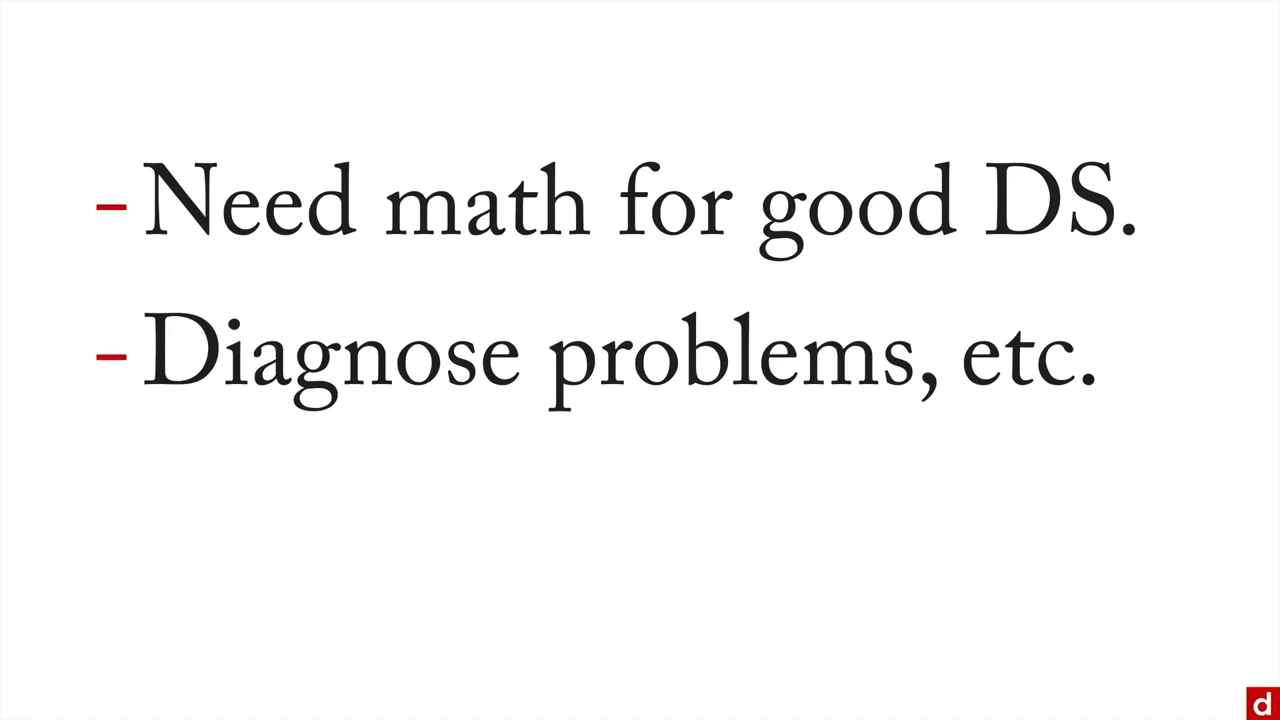 - Need math for good DS.
- Diagnose problems, etc.
d